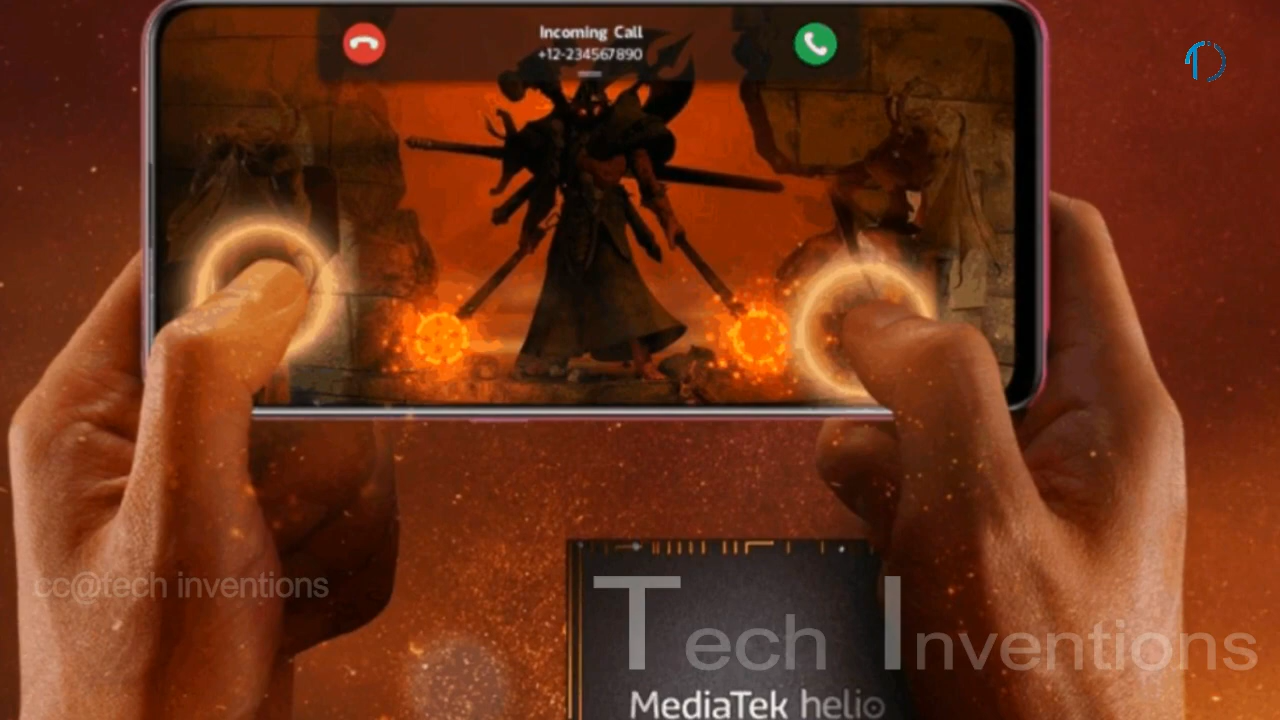 Incoming Call
+12-234567890
cc@tech inventions
Tech Inventions
MediaTek helio